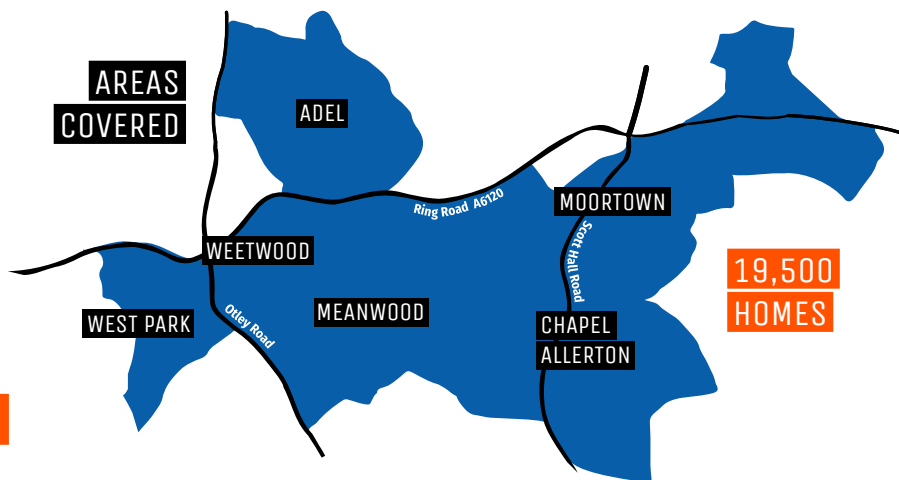 AREAS
COVERED
ADEL
Ring Road A6120
MOORTOWN
WEETWOOD
Scott Hall Road
19,500
HOMES
WEST PARK
Otley Road
MEANWOOD
CHAPEL
ALLERTON